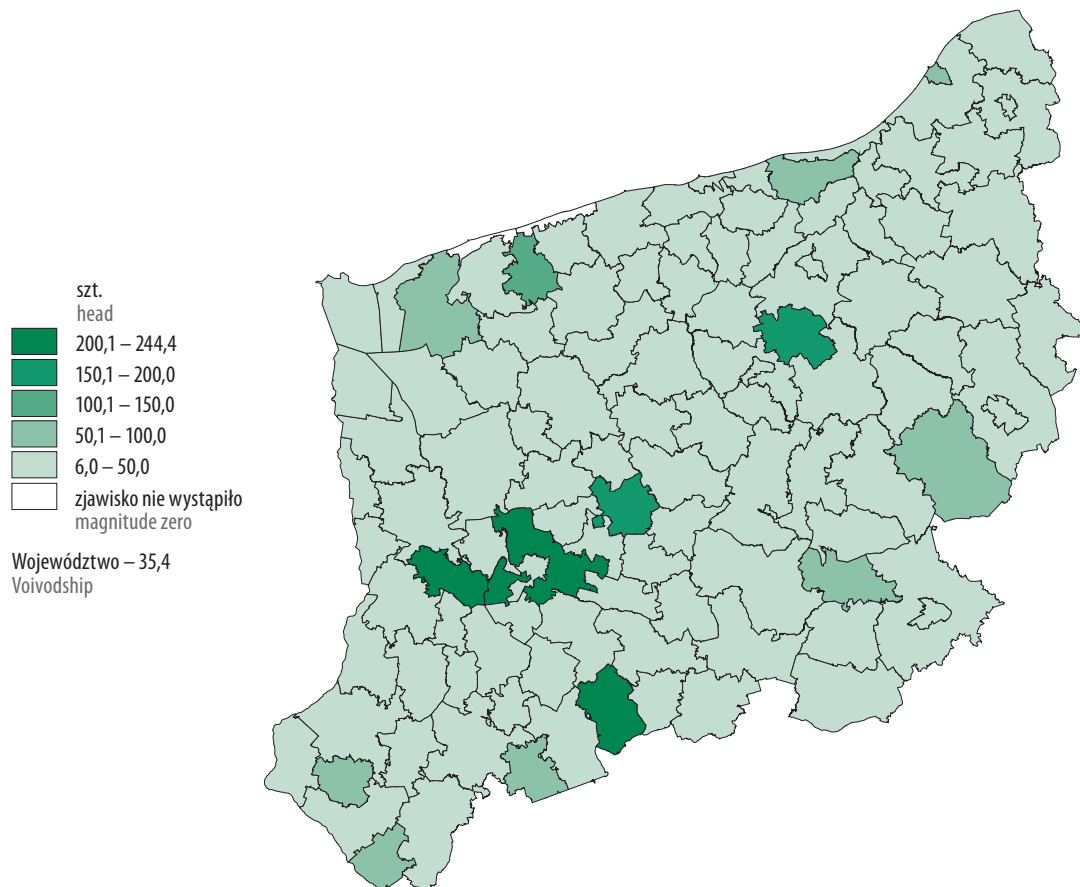 szt.
head
200,1 – 244,4
150,1 – 200,0
100,1 – 150,0
50,1 – 100,0
6,0 – 50,0
zjawisko nie wystąpiło
magnitude zero
Województwo – 35,4
Voivodship